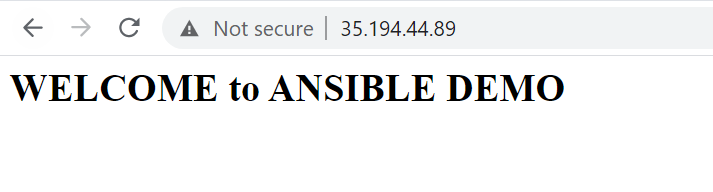 Not secure | 35.194.44.89
WELCOME to ANSIBLE DEMO